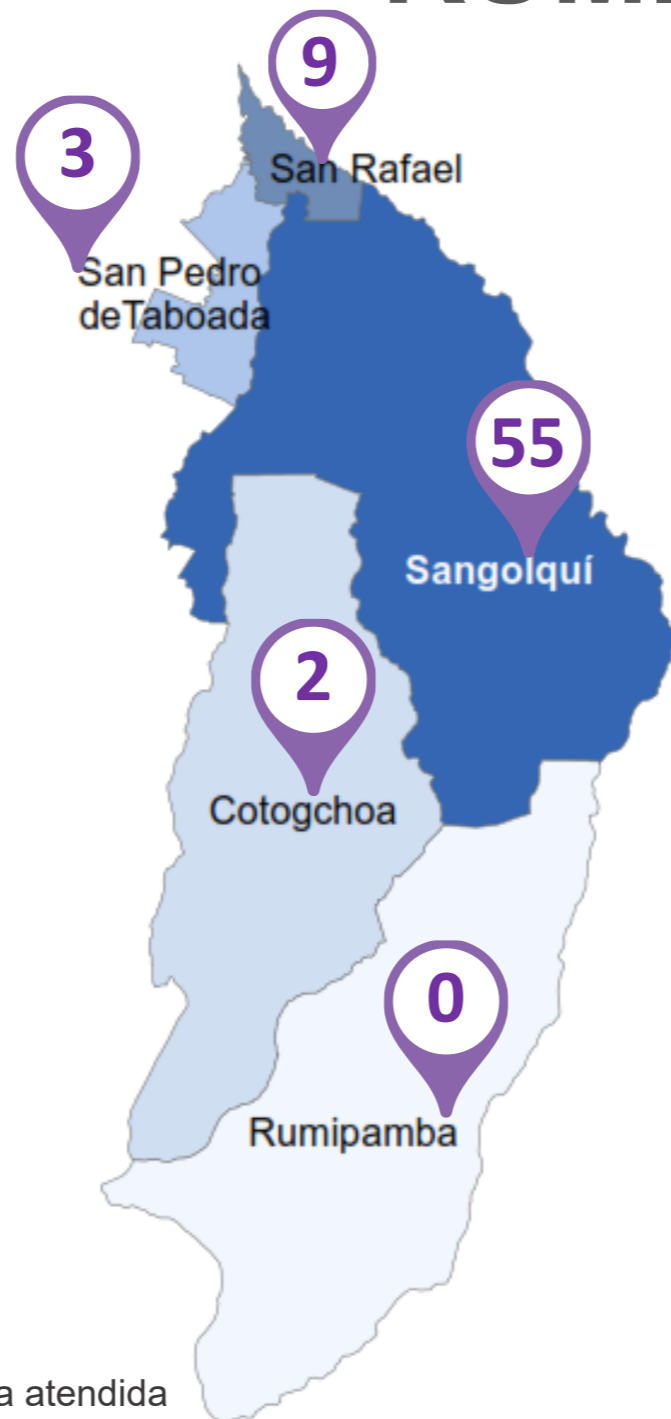 9
San Rafael
3
San Pedro
deTaboada
55
Sangolquí
2
Cotogchoa
0
Rumipamba
a atendida